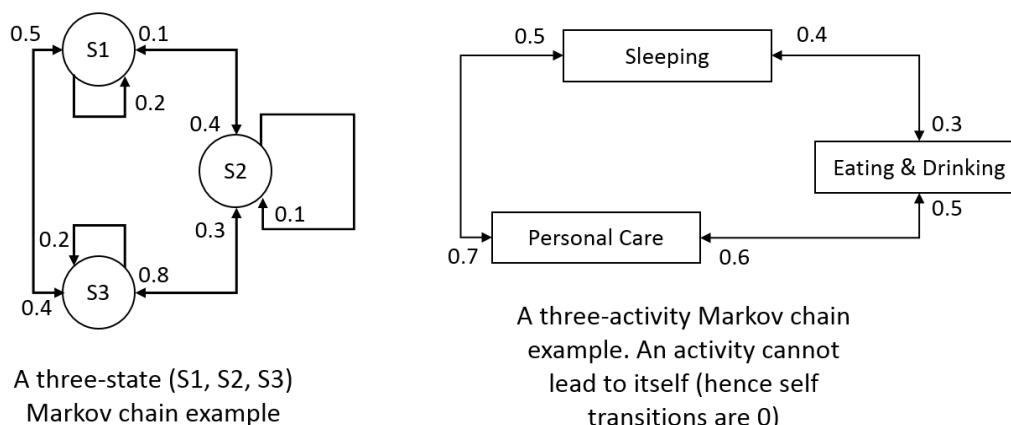 0.5
0.1
S1
0.2
0.4
S2
0.1
0.3
0.2
0.8
S3
0.4
A three-state (S1, S2, S3)
Markov chain example
0.5
0.4
Sleeping
0.3
Eating & Drinking
0.5
Personal Care
0.7
0.6
A three-activity Markov chain
example. An activity cannot
lead to itself (hence self
transitions are 0)